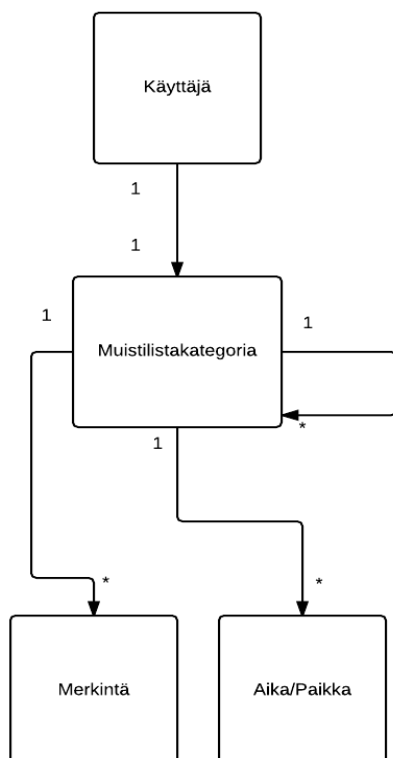 Käyttäjä
1
1
1
Muistilistakategoria
1
*
1
*
*
Merkintä
Aika/Paikka